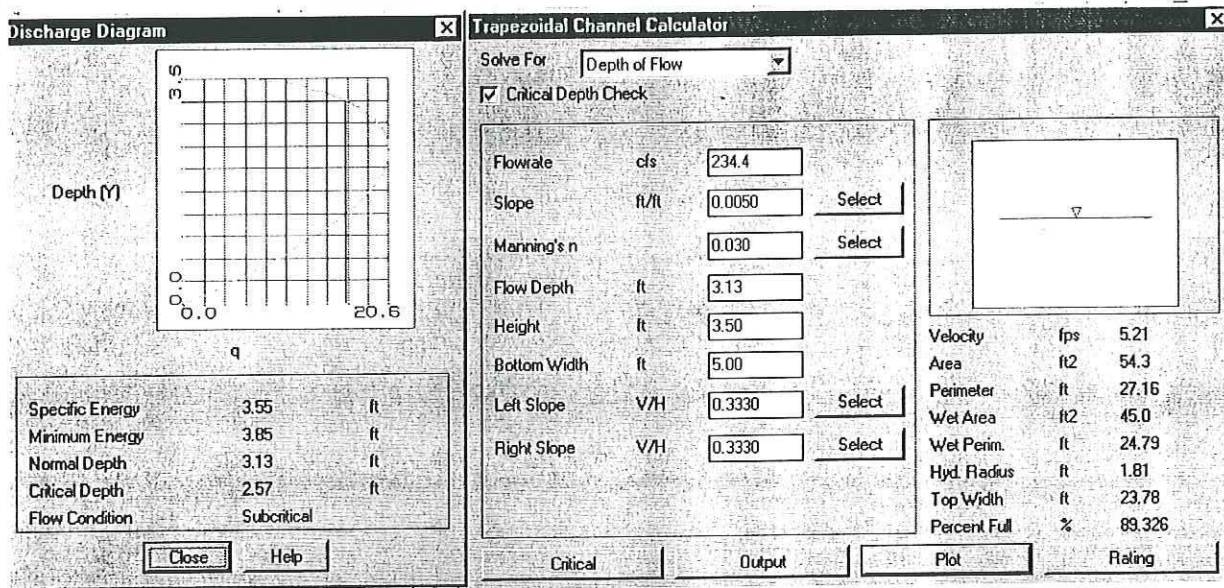 Discharge Diagram
3.5
Depth (Y)
0.0
0.0 20.6
q
Specific Energy 3.55 ft
Minimum Energy 3.85 ft
Normal Depth 3.13 ft
Critical Depth 2.57 ft
Flow Condition Subcritical
Close Help
Trapezoidal Channel Calculator
Solve For Depth of Flow
Critical Depth Check
Flowrate cfs 234.4
Slope ft/ft 0.0050 Select
Manning's n 0.030 Select
Flow Depth ft 3.13
Height ft 3.50
Bottom Width ft 5.00
Left Slope V/H 0.3330 Select
Right Slope V/H 0.3330 Select
Velocity fps 5.21
Area ft2 54.3
Perimeter ft 27.16
Wet Area ft2 45.0
Wet Perim. ft 24.79
Hyd. Radius ft 1.81
Top Width ft 23.78
Percent Full % 89.326
Critical Output Plot Rating